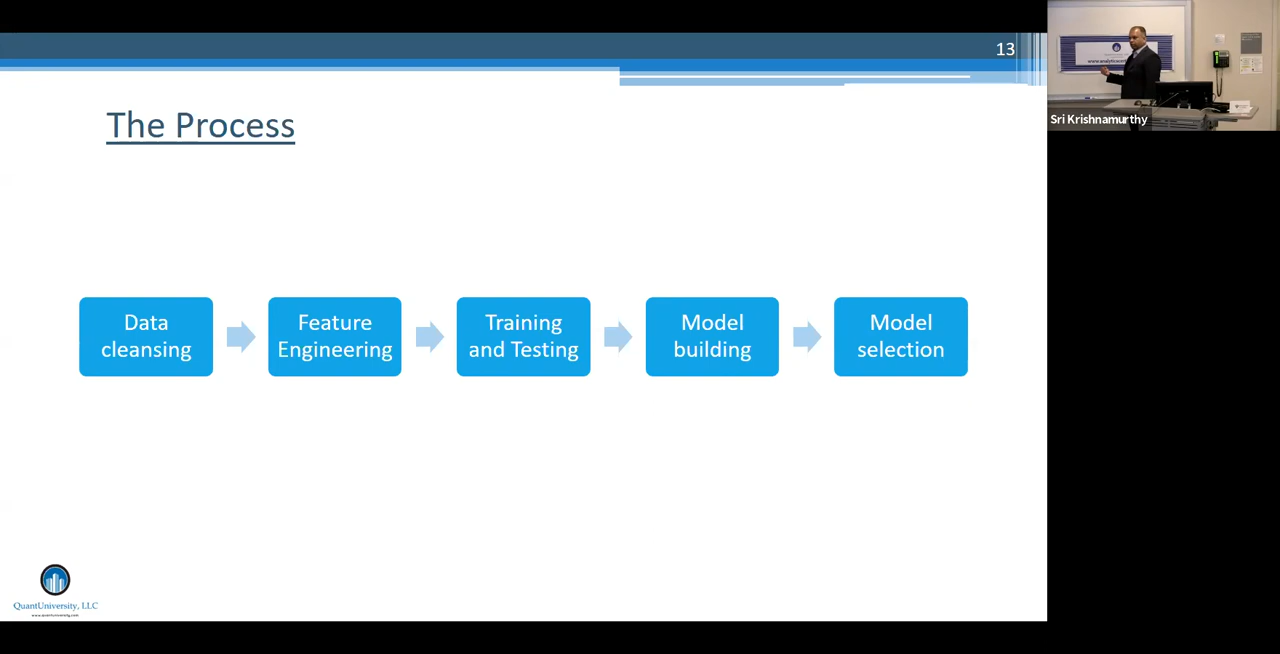 13
The Process
Data
cleansing
Feature
Engineering
Training
and Testing
Model
building
Model
selection
QuantUniversity, LLC
www.quantuniversity.com
Sri Krishnamurthy